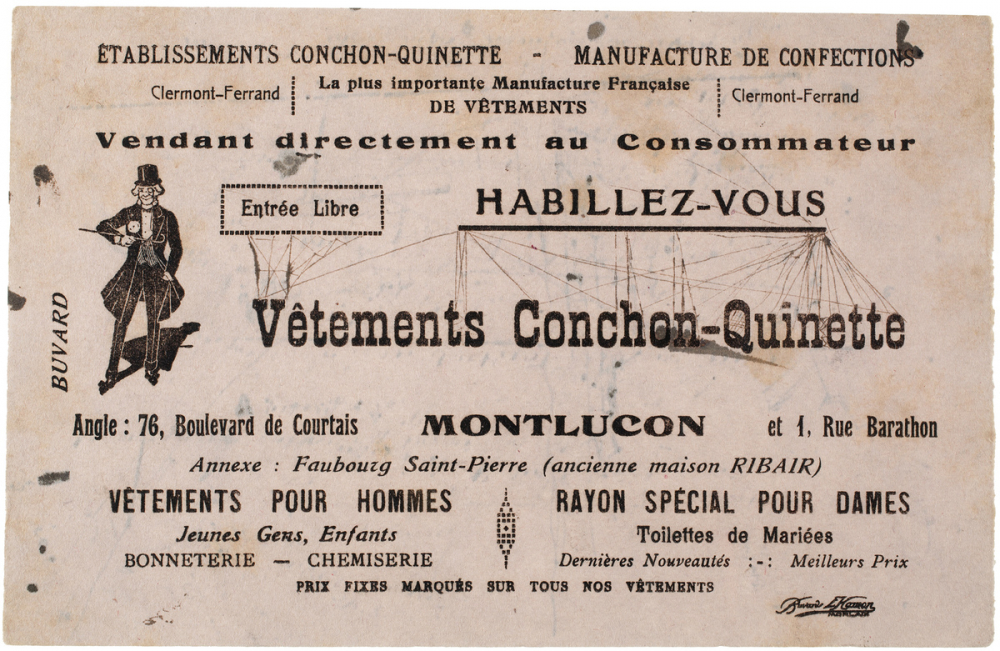 ÉTABLISSEMENTS CONCHON-QUINETTE - MANUFACTURE DE CONFECTIONS
Clermont-Ferrand
La plus importante Manufacture Française
DE VÊTEMENTS
Clermont-Ferrand
Vendant directement au Consommateur
Entrée Libre
HABILLEZ-VOUS
Vêtements Conchon-Quinette
BUVARD
Angle : 76, Boulevard de Courtais MONTLUCON et 1, Rue Barathon
Annexe : Faubourg Saint-Pierre (ancienne maison RIBAIR)
VÊTEMENTS POUR HOMMES
Jeunes Gens, Enfants
BONNETERIE — CHEMISERIE
RAYON SPÉCIAL POUR DAMES
Toilettes de Mariées
Dernières Nouveautés :-: Meilleurs Prix
PRIX FIXES MARQUÉS SUR TOUS NOS VÊTEMENTS